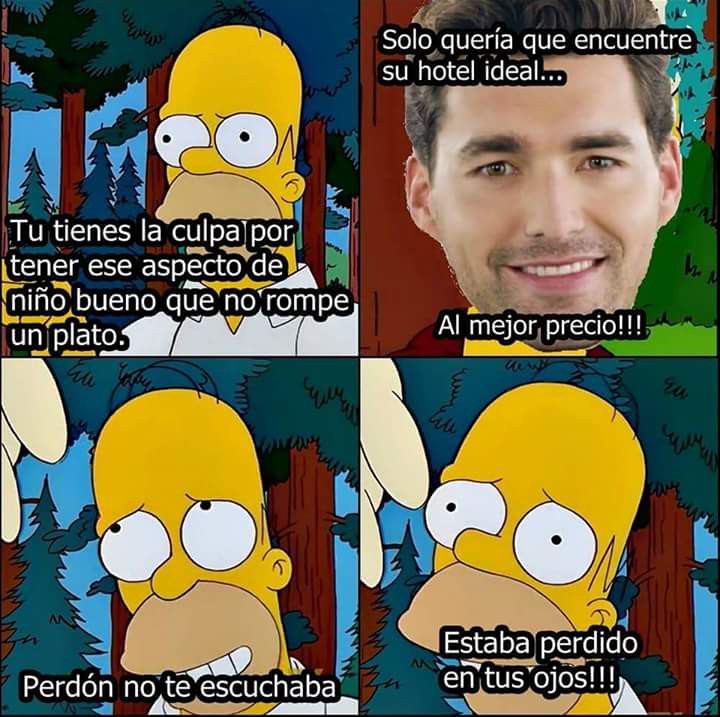 Tu tienes la culpa por
tener ese aspecto de
niño bueno que no rompe
un plato.
Solo quería que encuentre
su hotel ideal...
Al mejor precio!!!
Perdón no te escuchaba
Estaba perdido
en tus ojos!!!